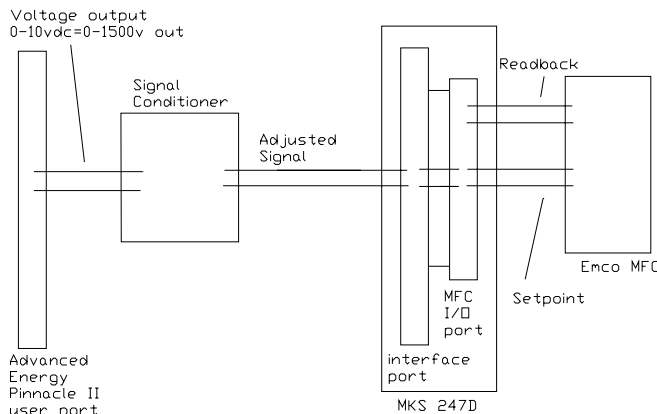 Voltage output
0-10vdc=0-1500v out
Signal
Conditioner
Adjusted
Signal
Readback
Emco MFC
Setpoint
MFC
I/O
port
interface
port
MKS 247D
Advanced
Energy
Pinnacle II
user port